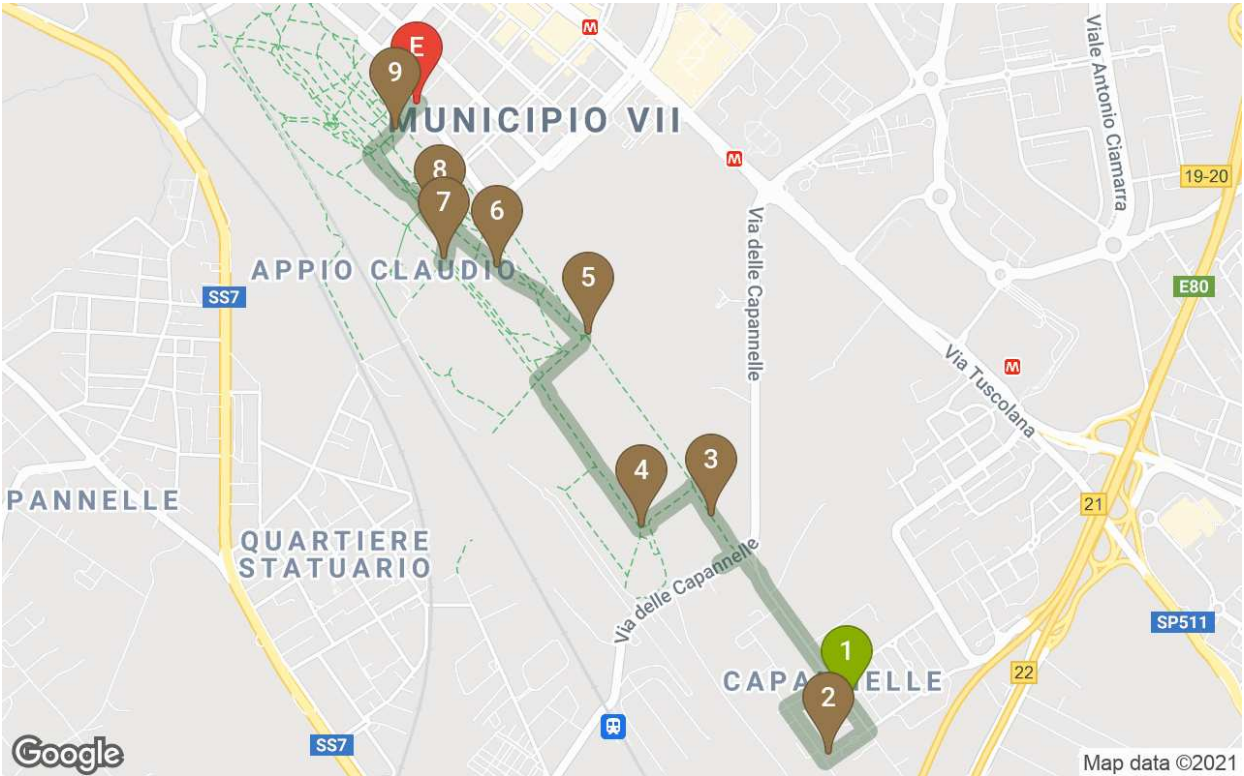 M
E
9
MUNICIPIO VII
Viale Antonio Ciamarra
M
19-20
8
7
6
Via delle Capannelle
APPIO CLAUDIO
5
SS7
E80
M
Via Tuscolana
3
4
PANNELLE
21
QUARTIERE
STATUARIO
Via delle Capannelle
SP511
1
22
2
SS7
Google
Map data ©2021